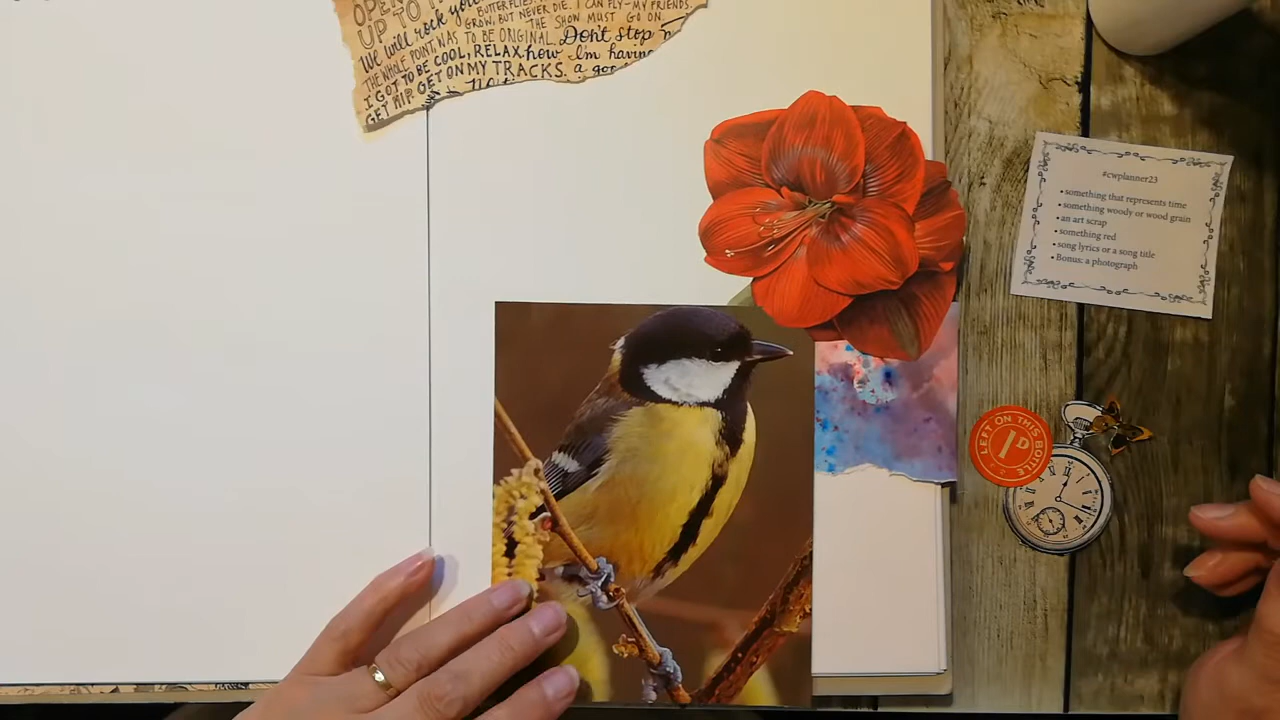 OPEN
UP TO
We will rock you
BUTTERFLIES
I CAN FLY-MY FRIENDS.
GROW, BUT NEVER DIE.
THE SHOW MUST GO ON.
THE WHOLE POINT WAS TO BE ORIGINAL. Don't stop
I GOT TO BE COOL, RELAX, how I'm having
GET HIP. GET ON MY TRACKS. a
#cwplanner23
• something that represents time
• something woody or wood grain
• an art scrap
• something red
• song lyrics or a song title
• Bonus: a photograph
LEFT ON THIS
1D
BOTTLE